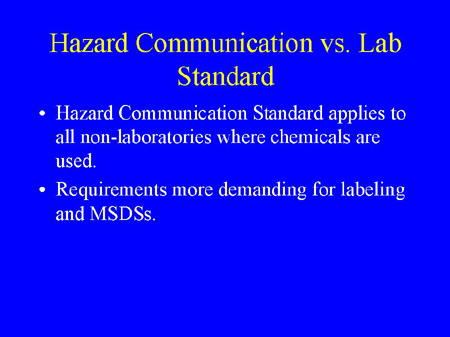 Hazard Communication vs. Lab
Standard
• Hazard Communication Standard applies to
all non-laboratories where chemicals are
used.
• Requirements more demanding for labeling
and MSDSs.